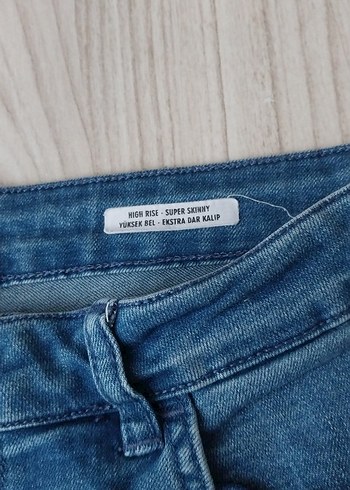 HIGH RISE - SUPER SKINNY
YÜKSEK BEL - EKSTRA DAR KALIP